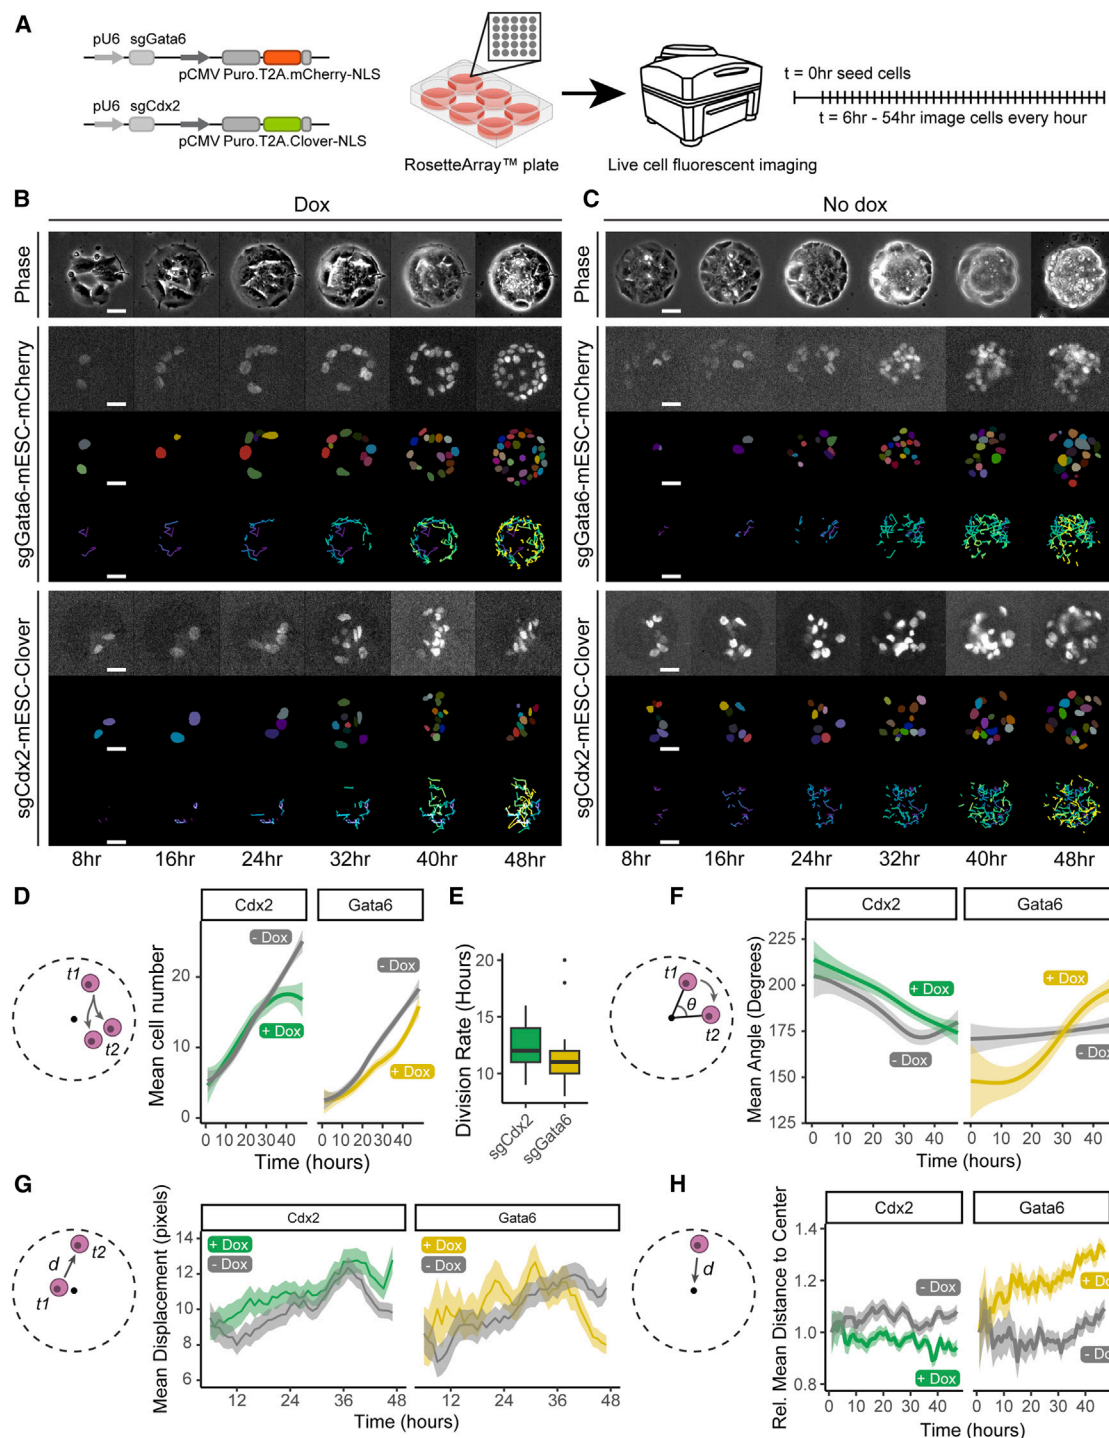 A
pU6 sgGata6
pCMV Puro.T2A.mCherry-NLS
pU6 sgCdx2
pCMV Puro.T2A.Clover-NLS
RosetteArray™ plate
Live cell fluorescent imaging
t = 0hr seed cells
t = 6hr - 54hr image cells every hour
B
Dox
C
No dox
Phase
Phase
sgGata6-mESC-mCherry
sgGata6-mESC-mCherry
sgCdx2-mESC-Clover
sgCdx2-mESC-Clover
8hr 16hr 24hr 32hr 40hr 48hr
8hr 16hr 24hr 32hr 40hr 48hr
D
t1
t2
Mean cell number
Cdx2 Gata6
- Dox
+ Dox
- Dox
+ Dox
20
10
0
0 10 20 30 40
0 10 20 30 40
Time (hours)
E
Division Rate (Hours)
20
15
10
sgCdx2
sgGata6
F
t1
θ
t2
Mean Angle (Degrees)
Cdx2 Gata6
225
200
175
150
125
+ Dox
- Dox
+ Dox
- Dox
0 10 20 30 40
0 10 20 30 40
Time (hours)
G
d
t2
t1
Mean Displacement (pixels)
Cdx2 Gata6
+ Dox
- Dox
+ Dox
- Dox
14
12
10
8
6
12 24 36 48
12 24 36 48
Time (hours)
H
d
Rel. Mean Distance to Center
Cdx2 Gata6
1.4
1.2
1.0
0.8
- Dox
+ Dox
+ Do
- Do
0 10 20 30 40
0 10 20 30 40
Time (hours)